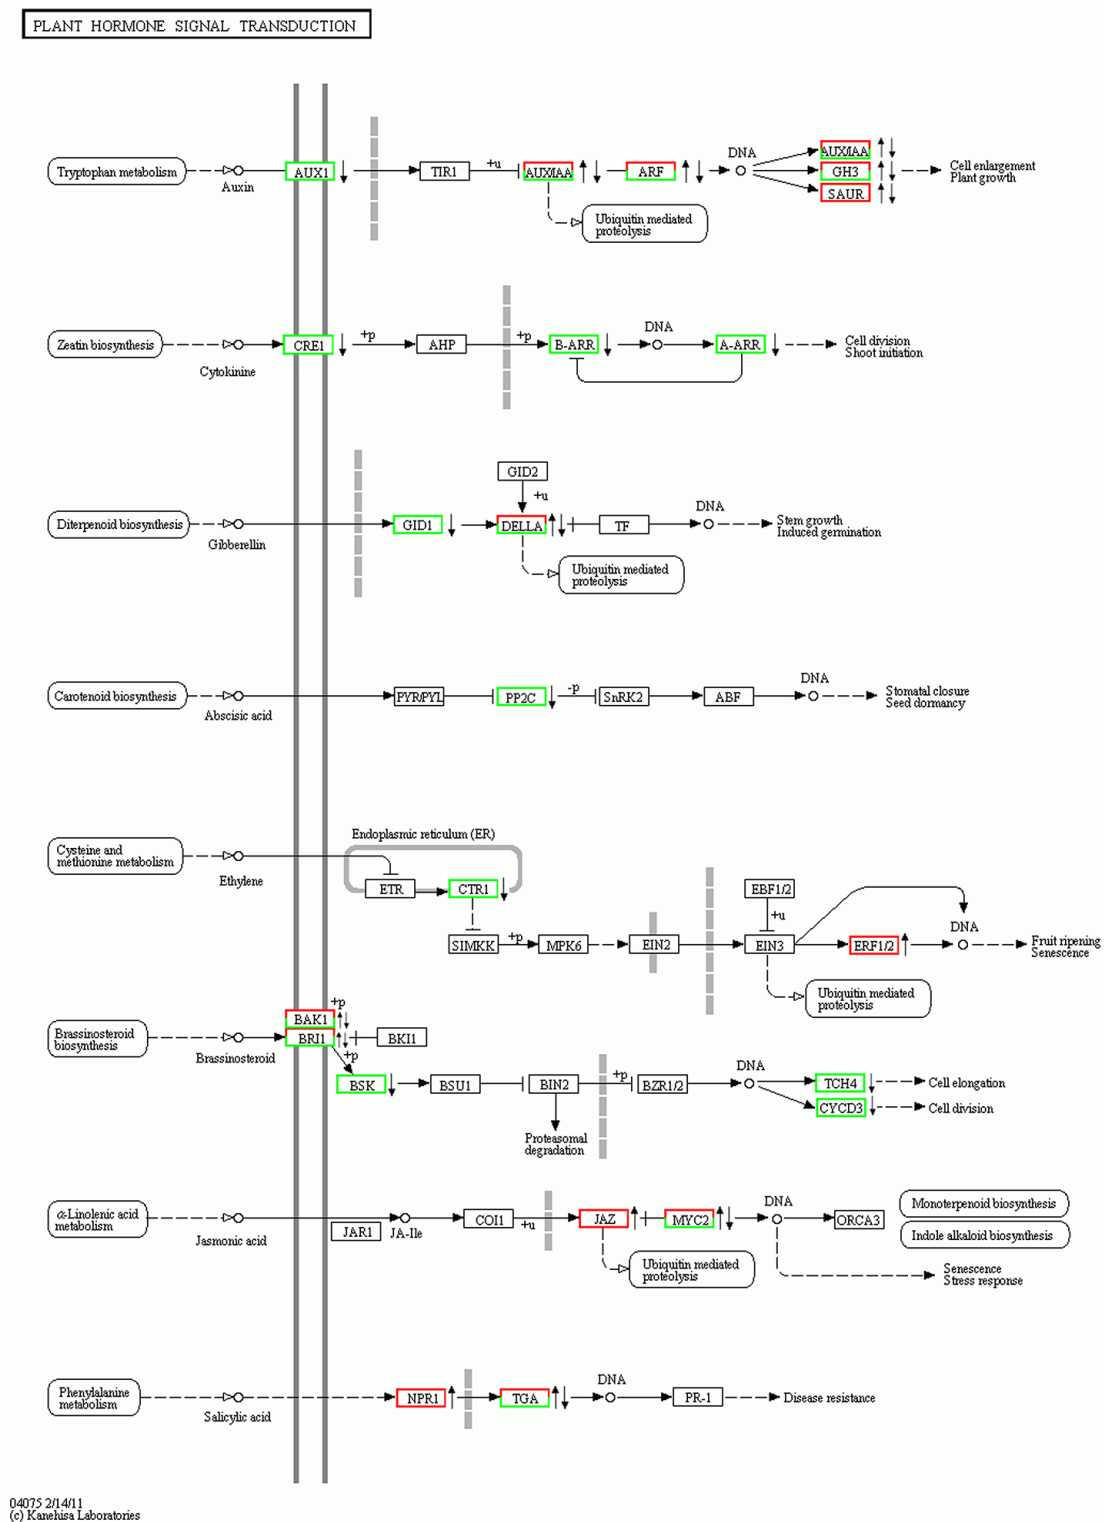 PLANT HORMONE SIGNAL TRANSDUCTION
Tryptophan metabolism
Auxin
AUX1
TIR1
+u
AUX/IAA
ARF
DNA
AUX/IAA
GH3
SAUR
Cell enlargement
Plant growth
Ubiquitin mediated
proteolysis
Zeatin biosynthesis
Cytokinine
CRE1
+p
AHP
+p
B-ARR
DNA
A-ARR
Cell division
Shoot initiation
GID2
+u
Diterpenoid biosynthesis
Gibberellin
GID1
DELLA
TF
DNA
Stem growth
Induced germination
Ubiquitin mediated
proteolysis
Carotenoid biosynthesis
Abscisic acid
PYR/PYL
PP2C
-p
SnRK2
ABF
DNA
Stomatal closure
Seed dormancy
Endoplasmic reticulum (ER)
Cysteine and
methionine metabolism
Ethylene
ETR
CTR1
EBF1/2
+u
SIMKK
+p
MPK6
EIN2
EIN3
ERF1/2
DNA
Fruit ripening
Senescence
Ubiquitin mediated
proteolysis
Brassinosteroid
biosynthesis
Brassinosteroid
+p
BAK1
BRI1
BKI1
+p
BSK
BSU1
BIN2
+p
BZR1/2
DNA
TCH4
Cell elongation
CYCD3
Cell division
Proteasomal
degradation
α-Linolenic acid
metabolism
Jasmonic acid
JAR1
JA-Ile
COI1
+u
JAZ
MYC2
DNA
ORCA3
Monoterpenoid biosynthesis
Indole alkaloid biosynthesis
Ubiquitin mediated
proteolysis
Senescence
Stress response
Phenylalanine
metabolism
Salicylic acid
NPR1
TGA
DNA
PR-1
Disease resistance
04075 2/14/11
(c) Kanehisa Laboratories